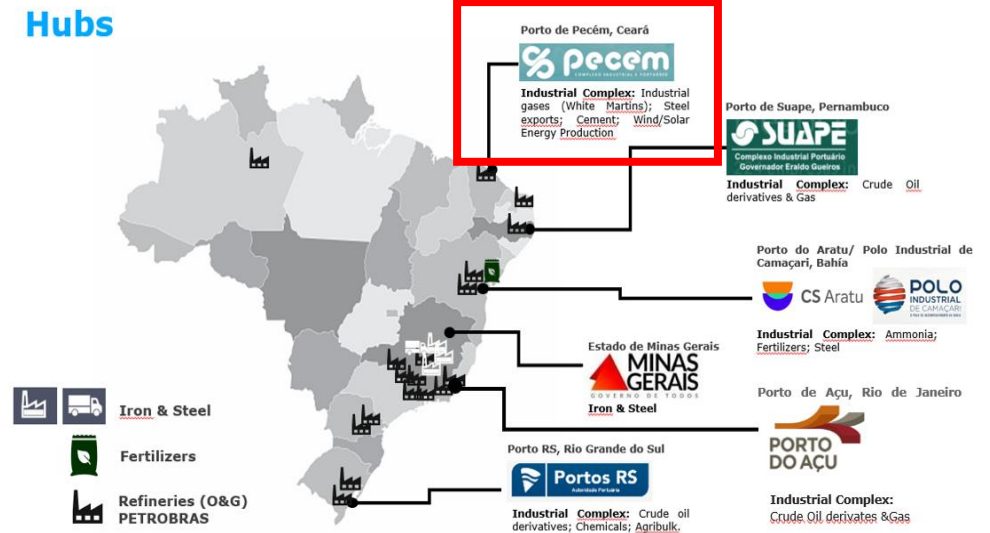 Hubs
Porto de Pecém, Ceará
Pecém
COMPLEXO INDUSTRIAL E PORTUÁRIO
Industrial Complex: Industrial
gases (White Martins); Steel
exports; Cement; Wind/Solar
Energy Production
Porto de Suape, Pernambuco
SUAPE
Complexo Industrial Portuário
Governador Eraldo Gueiros
Industrial Complex: Crude Oil
derivatives & Gas
Porto do Aratu/ Polo Industrial de
Camaçari, Bahía
CS Aratu
POLO
INDUSTRIAL
DE CAMAÇARI
Industrial Complex: Ammonia;
Fertilizers; Steel
Estado de Minas Gerais
MINAS
GERAIS
GOVERNO DE TODOS
Iron & Steel
Porto de Açu, Rio de Janeiro
PORTO
DO AÇU
Industrial Complex:
Crude Oil derivates &Gas
Porto RS, Rio Grande do Sul
Portos RS
Autoridade Portuária
Industrial Complex: Crude oil
derivatives; Chemicals; Agribulk.
Iron & Steel
Fertilizers
Refineries (O&G)
PETROBRAS